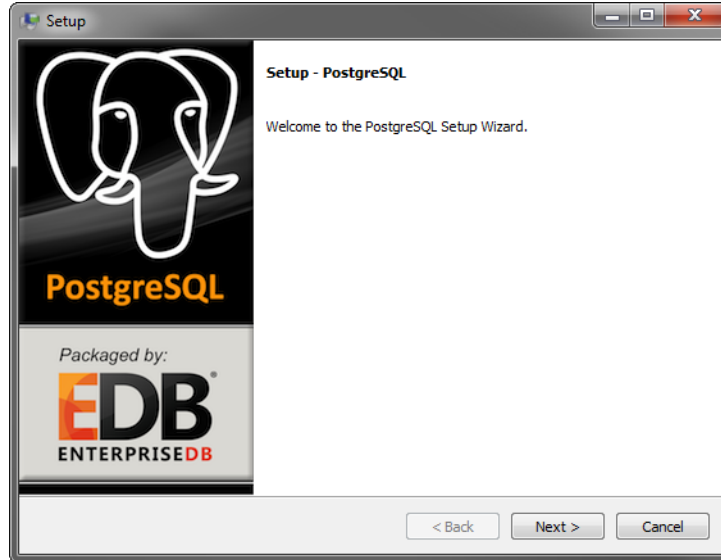 Setup
Setup - PostgreSQL
Welcome to the PostgreSQL Setup Wizard.
PostgreSQL
Packaged by:
EDB®
ENTERPRISEDB
< Back
Next >
Cancel